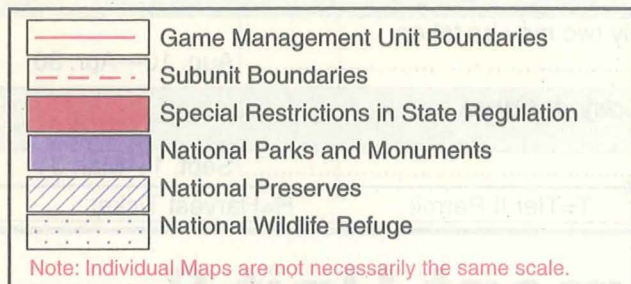 Game Management Unit Boundaries
Subunit Boundaries
Special Restrictions in State Regulation
National Parks and Monuments
National Preserves
National Wildlife Refuge
Note: Individual Maps are not necessarily the same scale.